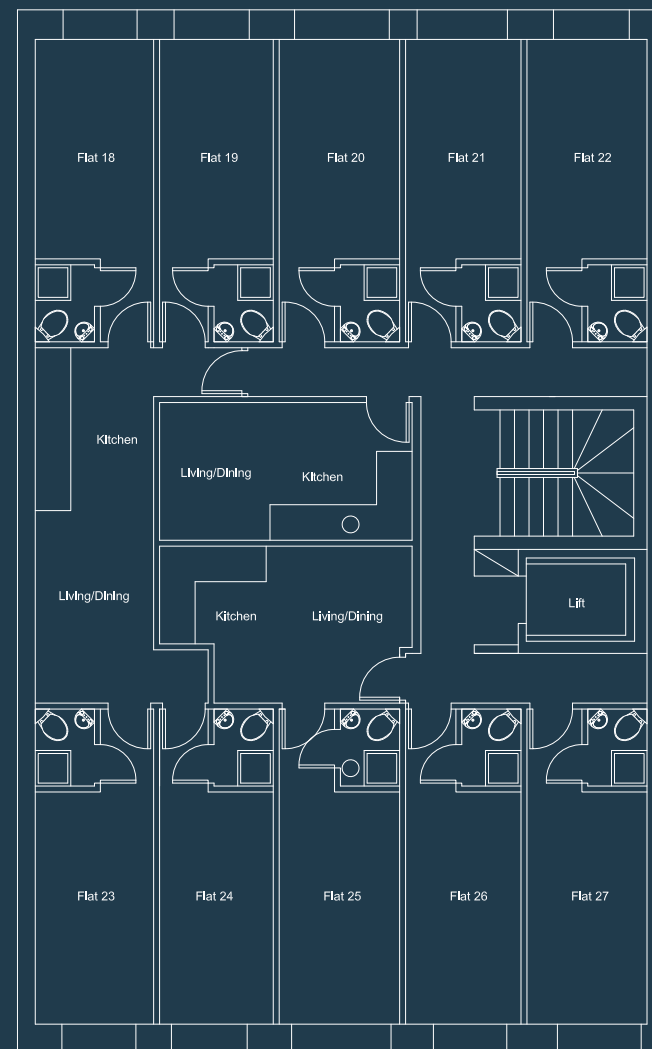 Flat 18
Flat 19
Flat 20
Flat 21
Flat 22
Kitchen
Living/Dining
Kitchen
Living/Dining
Kitchen
Living/Dining
Lift
Flat 23
Flat 24
Flat 25
Flat 26
Flat 27